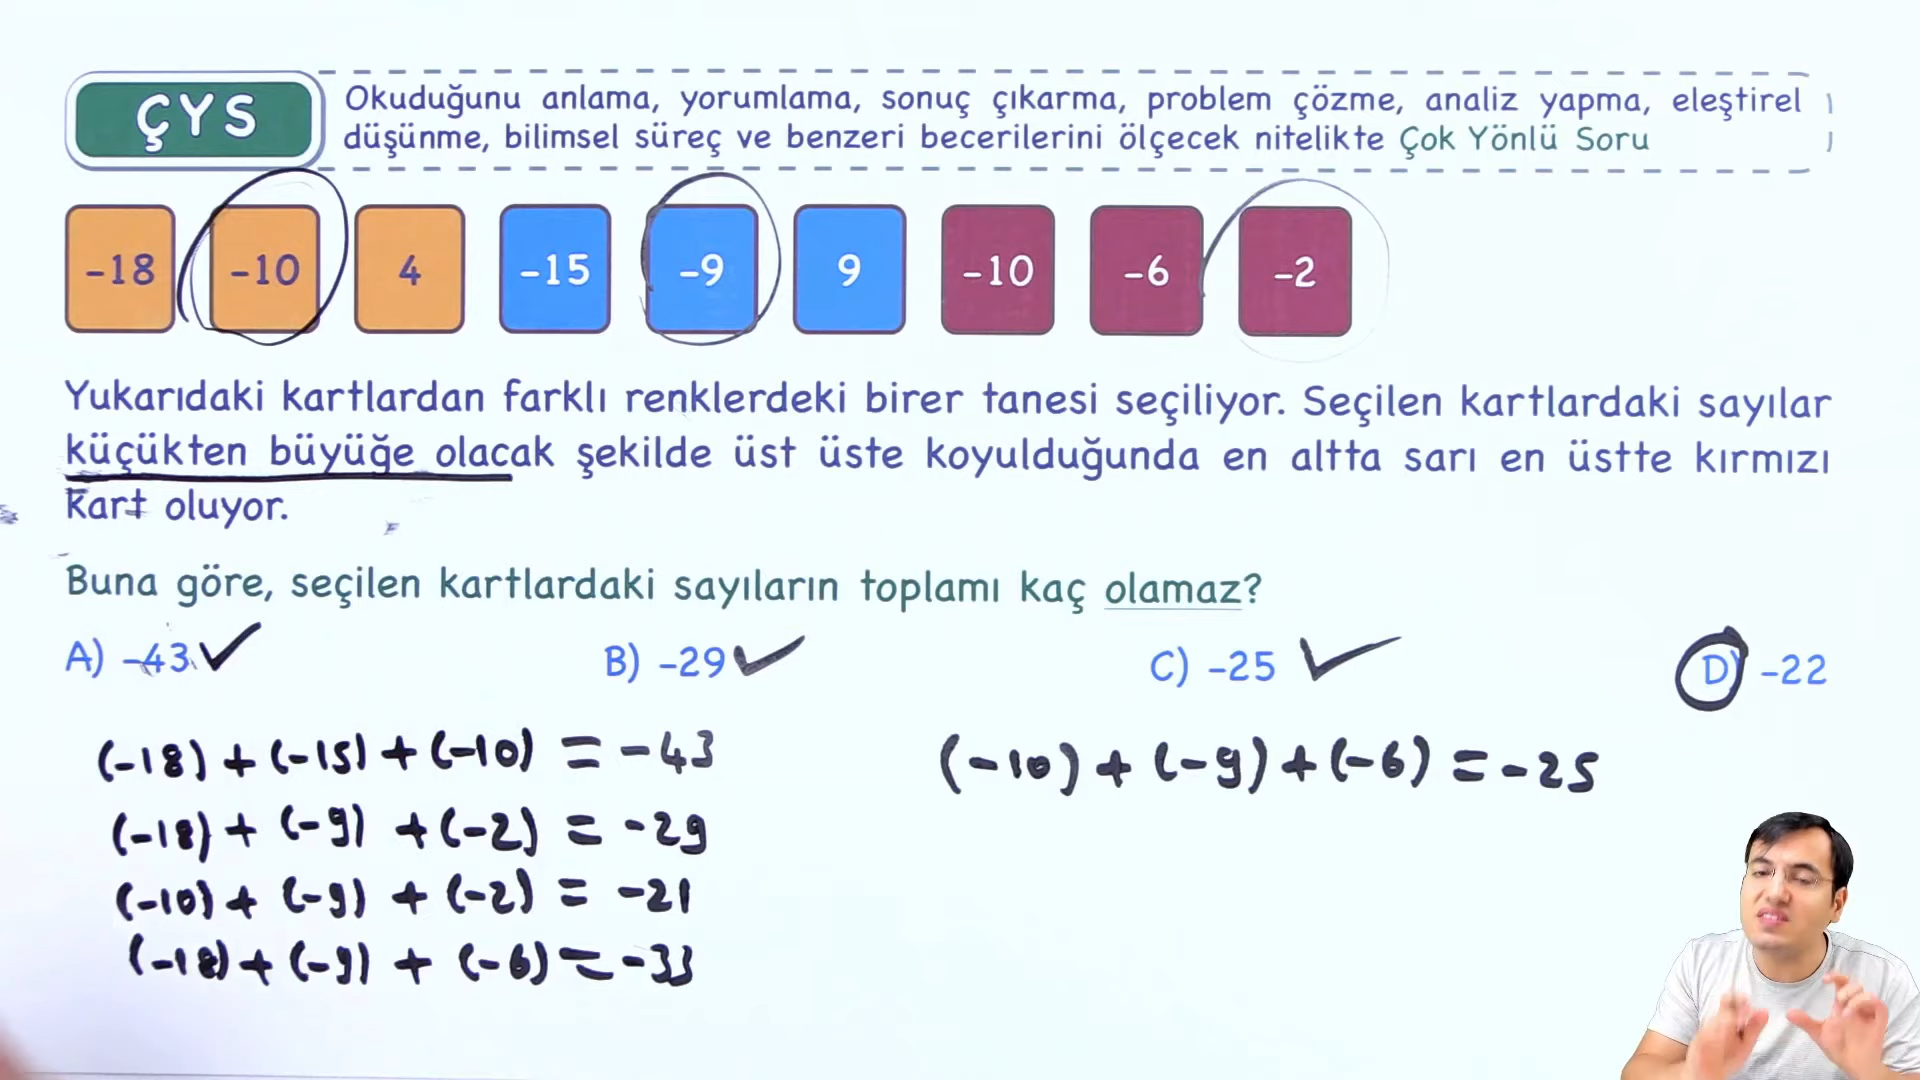 ÇYS
Okuduğunu anlama, yorumlama, sonuç çıkarma, problem çözme, analiz yapma, eleştirel
düşünme, bilimsel süreç ve benzeri becerilerini ölçecek nitelikte Çok Yönlü Soru
-18 -10 4 -15 -9 9 -10 -6 -2
Yukarıdaki kartlardan farklı renklerdeki birer tanesi seçiliyor. Seçilen kartlardaki sayılar
küçükten büyüğe olacak şekilde üst üste koyulduğunda en altta sarı en üstte kırmızı
kart oluyor.
Buna göre, seçilen kartlardaki sayıların toplamı kaç olamaz?
A) -43 B) -29 C) -25 D) -22
(-18) + (-15) + (-10) = -43
(-18) + (-9) + (-2) = -29
(-10) + (-9) + (-2) = -21
(-18) + (-9) + (-6) = -33
(-10) + (-9) + (-6) = -25